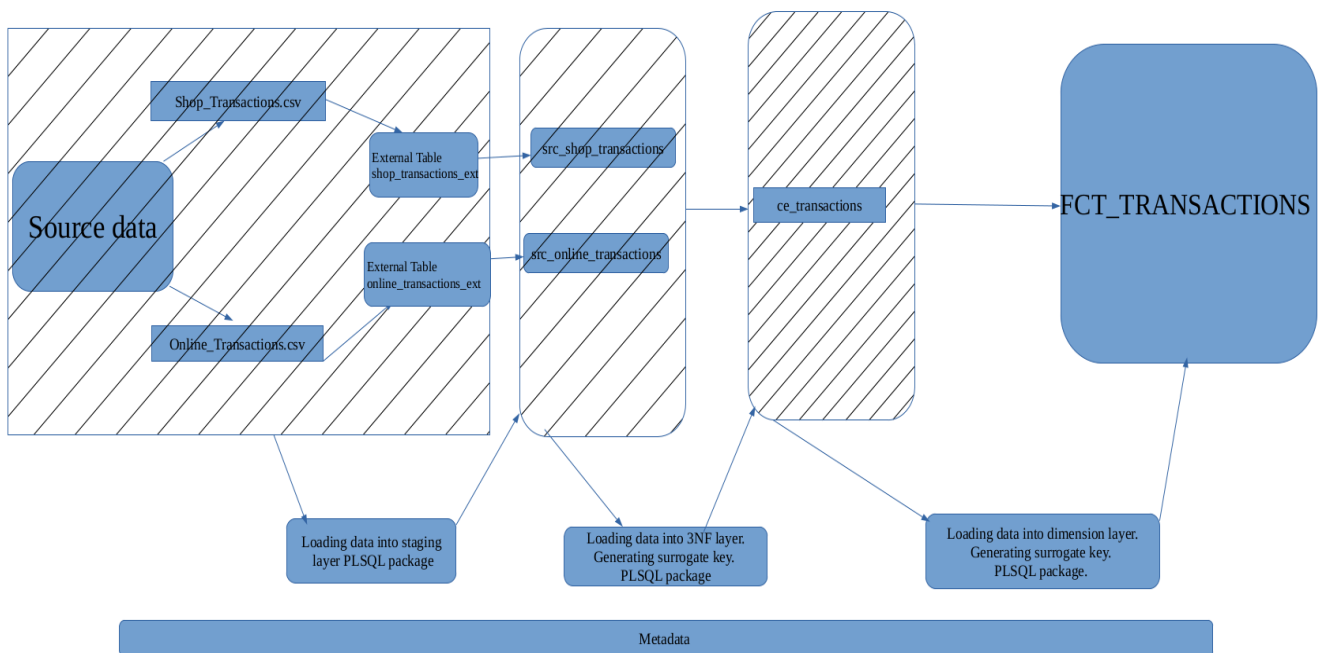 Shop_Transactions.csv
External Table
shop_transactions_ext
src_shop_transactions
Source data
ce_transactions
FCT_TRANSACTIONS
src_online_transactions
External Table
online_transactions_ext
Online_Transactions.csv
Loading data into staging
layer PLSQL package
Loading data into 3NF layer.
Generating surrogate key.
PLSQL package
Loading data into dimension layer.
Generating surrogate key.
PLSQL package.
Metadata